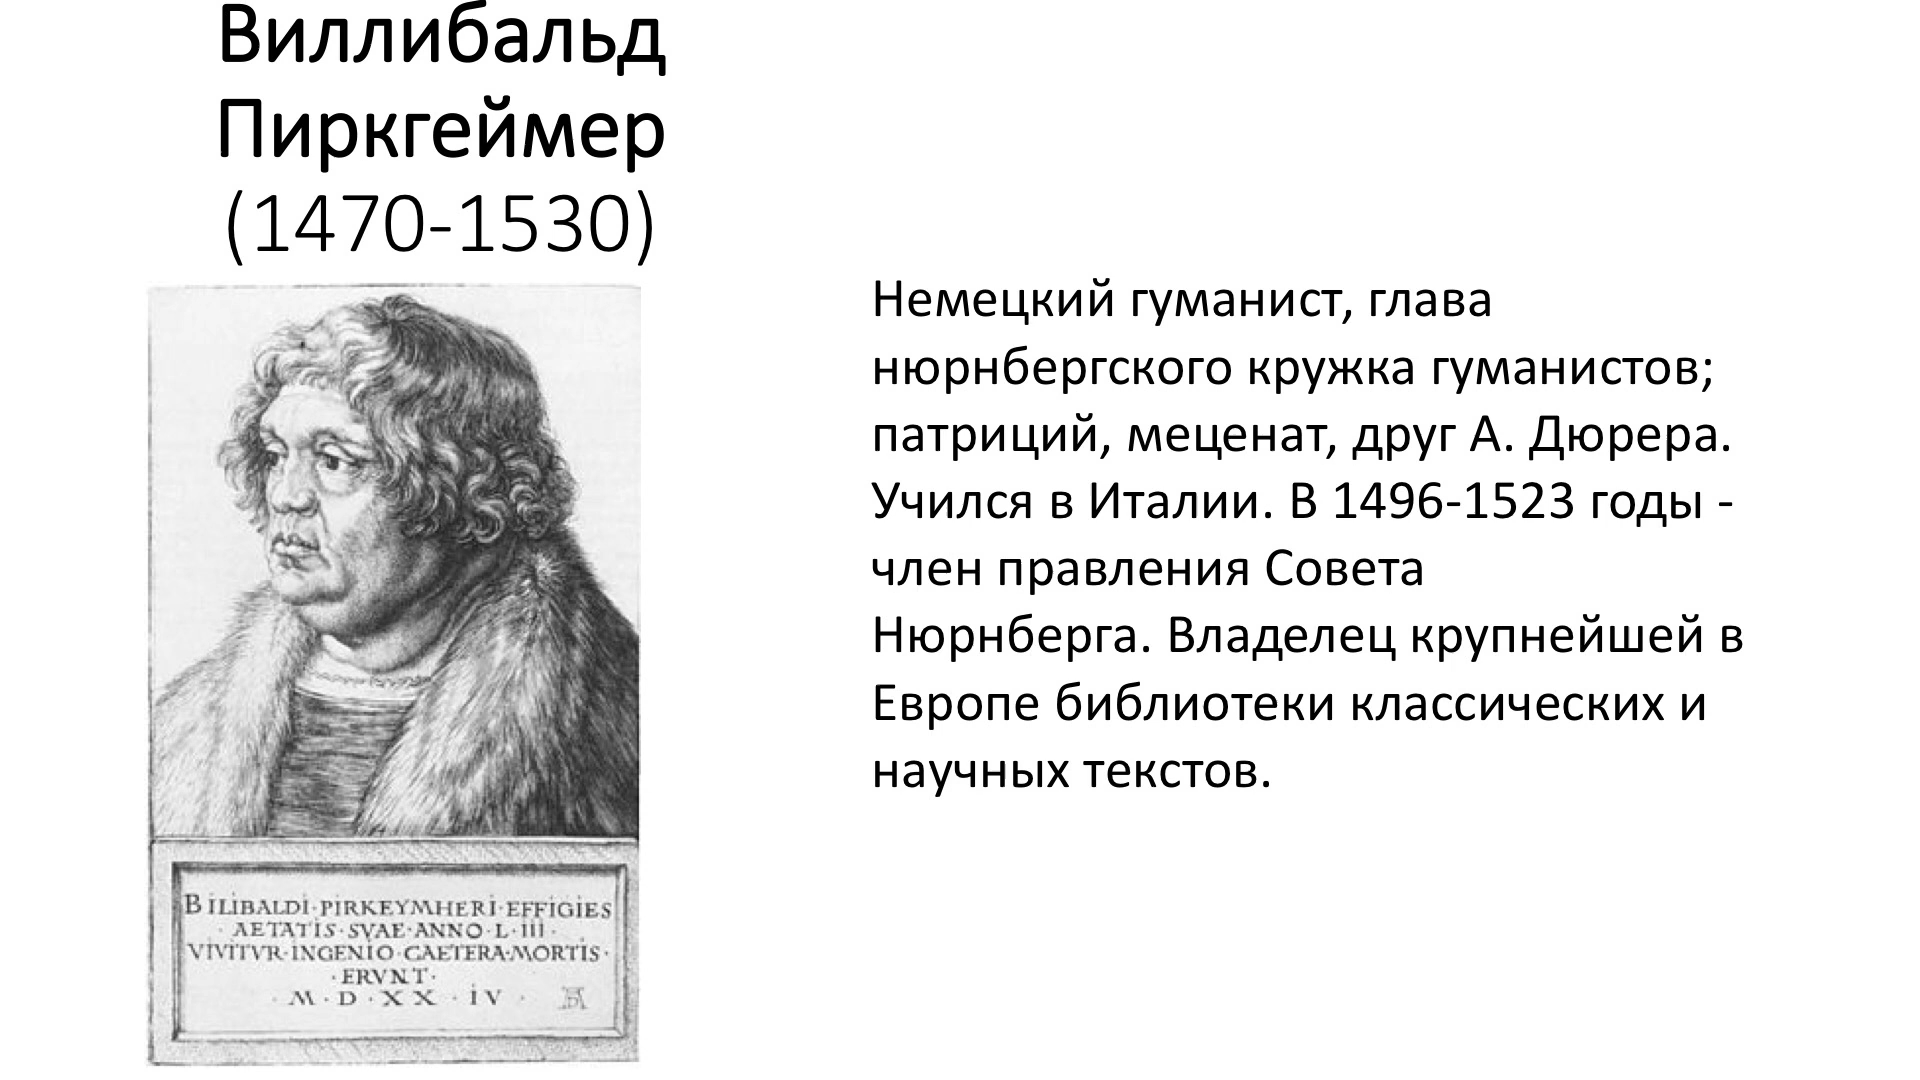 Виллибальд
Пиркгеймер
(1470-1530)
Немецкий гуманист, глава
нюрнбергского кружка гуманистов;
патриций, меценат, друг А. Дюрера.
Учился в Италии. В 1496-1523 годы -
член правления Совета
Нюрнберга. Владелец крупнейшей в
Европе библиотеки классических и
научных текстов.
BILIBALDI·PIRKEYMHERI·EFFIGIES
·AETATIS·SVAE·ANNO·L·III·
VIVITVR·INGENIO·CAETERA·MORTIS·
·ERVNT·
·M·D·XX·IV·
AD